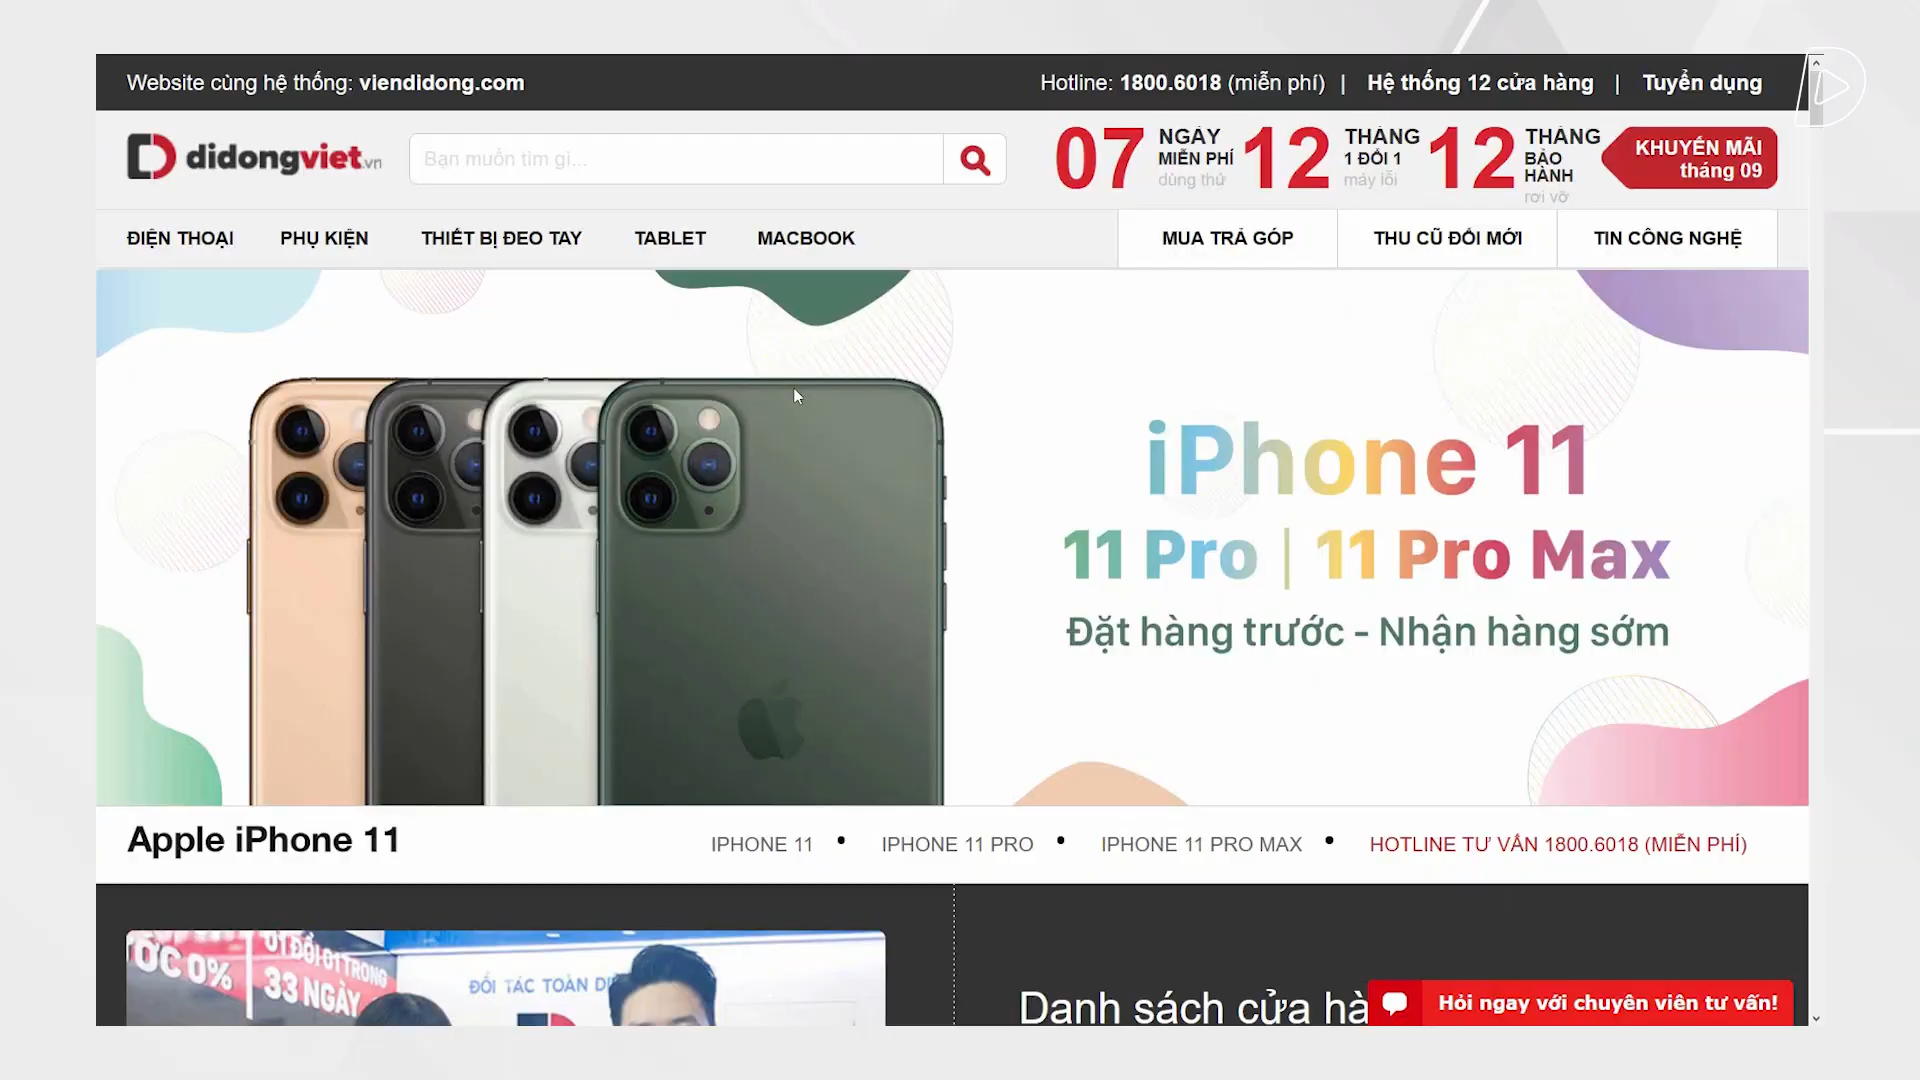 Website cùng hệ thống: viendidong.com
Hotline: 1800.6018 (miễn phí) | Hệ thống 12 cửa hàng | Tuyển dụng
didongviet.vn
Bạn muốn tìm gì...
07 NGÀY MIỄN PHÍ dùng thử
12 THÁNG 1 ĐỔI 1 máy lỗi
12 THÁNG BẢO HÀNH rơi vỡ
KHUYẾN MÃI
tháng 09
ĐIỆN THOẠI PHỤ KIỆN THIẾT BỊ ĐEO TAY TABLET MACBOOK
MUA TRẢ GÓP THU CŨ ĐỔI MỚI TIN CÔNG NGHỆ
iPhone 11
11 Pro | 11 Pro Max
Đặt hàng trước - Nhận hàng sớm
Apple iPhone 11
IPHONE 11 • IPHONE 11 PRO • IPHONE 11 PRO MAX • HOTLINE TƯ VẤN 1800.6018 (MIỄN PHÍ)
0%
01 ĐỔI 01 TRONG
33 NGÀY
ĐỐI TÁC TOÀN
Danh sách cửa
Hỏi ngay với chuyên viên tư vấn!